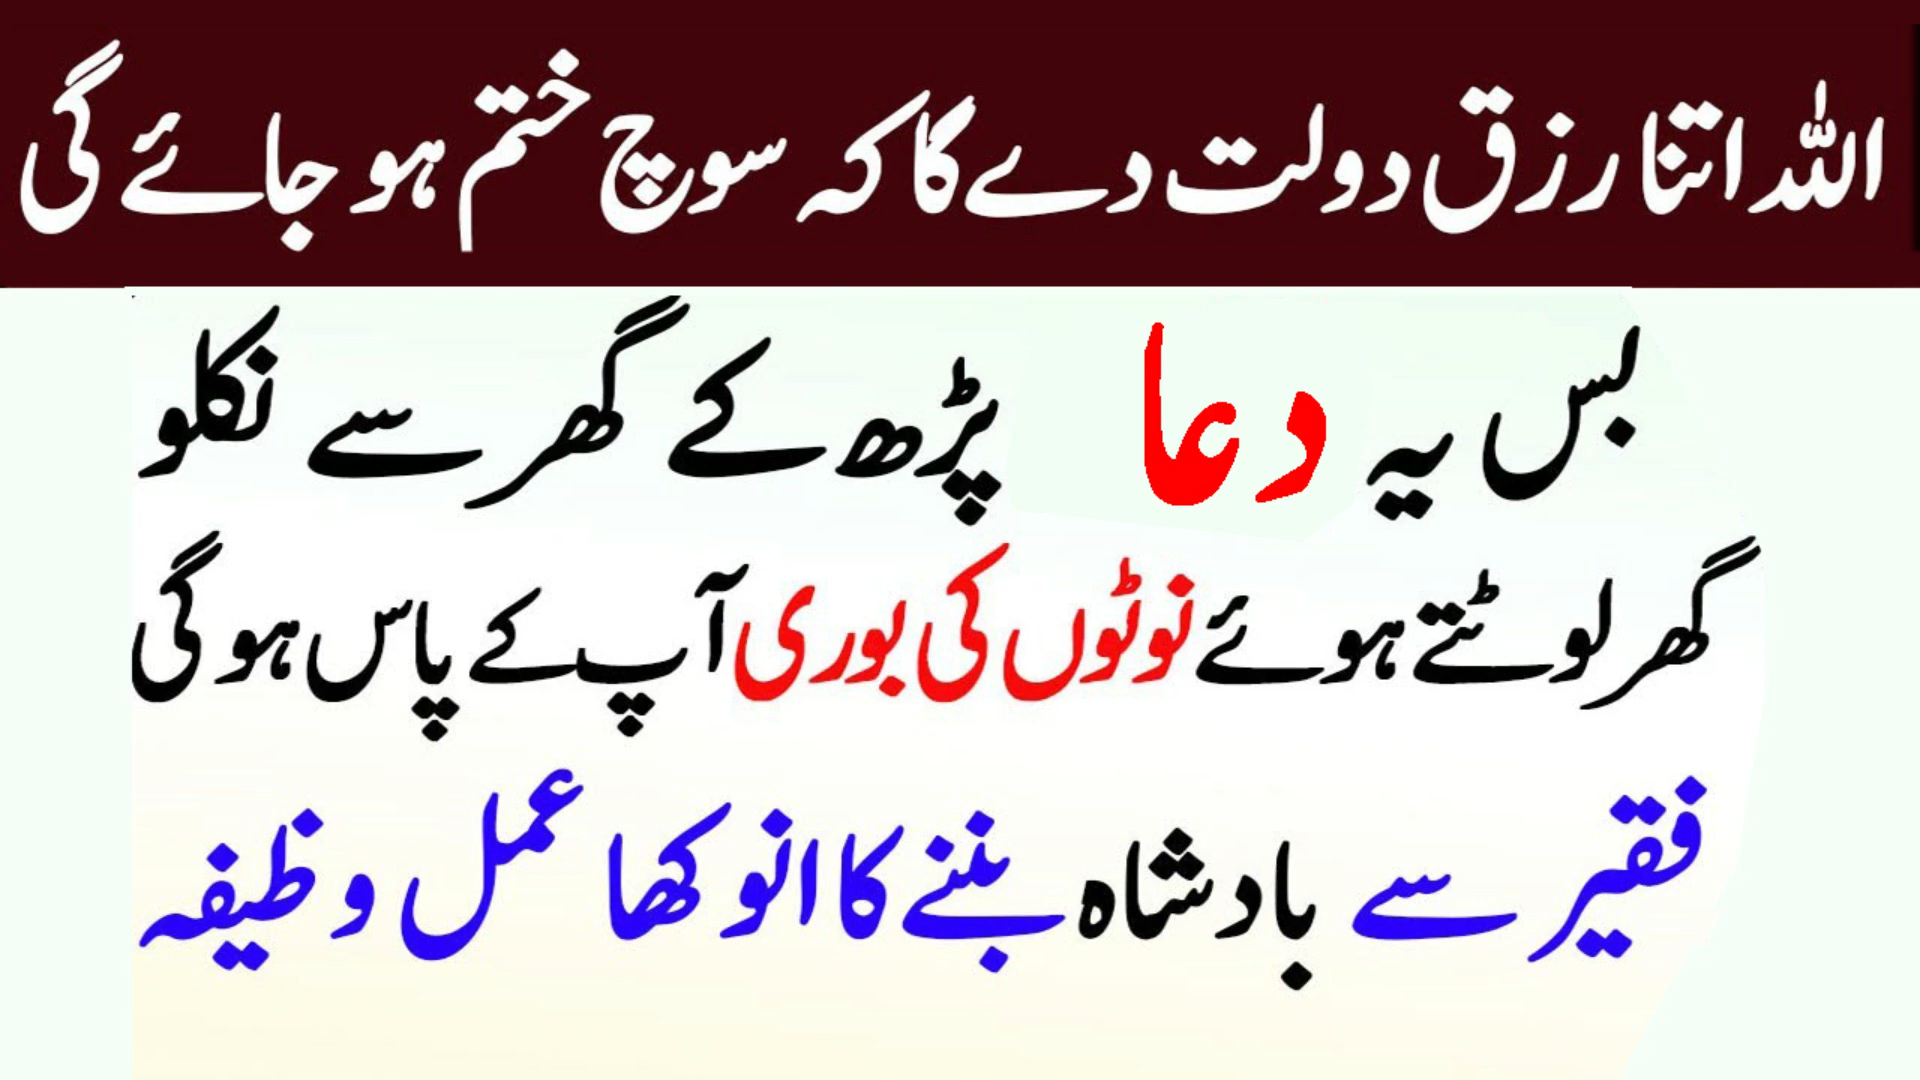 اللہ اتنا رزق دولت دے گا کہ سوچ ختم ہو جائے گی
بس یہ دعا پڑھ کے گھر سے نکلو
گھر لوٹتے ہوئے نوٹوں کی بوری آپ کے پاس ہو گی
فقیر سے بادشاہ بننے کا انوکھا عمل و ظیفہ